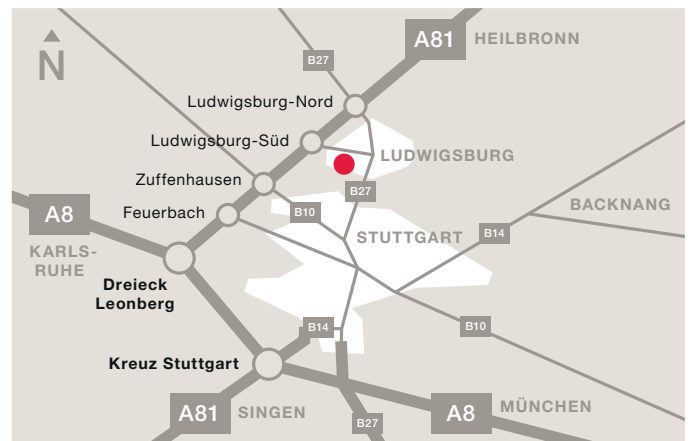 A81
HEILBRONN
N
B27
Ludwigsburg-Nord
Ludwigsburg-Süd
LUDWIGSBURG
Zuffenhausen
B27
A8
Feuerbach
B10
BACKNANG
KARLS-
RUHE
STUTTGART
B14
Dreieck
Leonberg
B14
B10
Kreuz Stuttgart
A81
SINGEN
B27
A8
MÜNCHEN